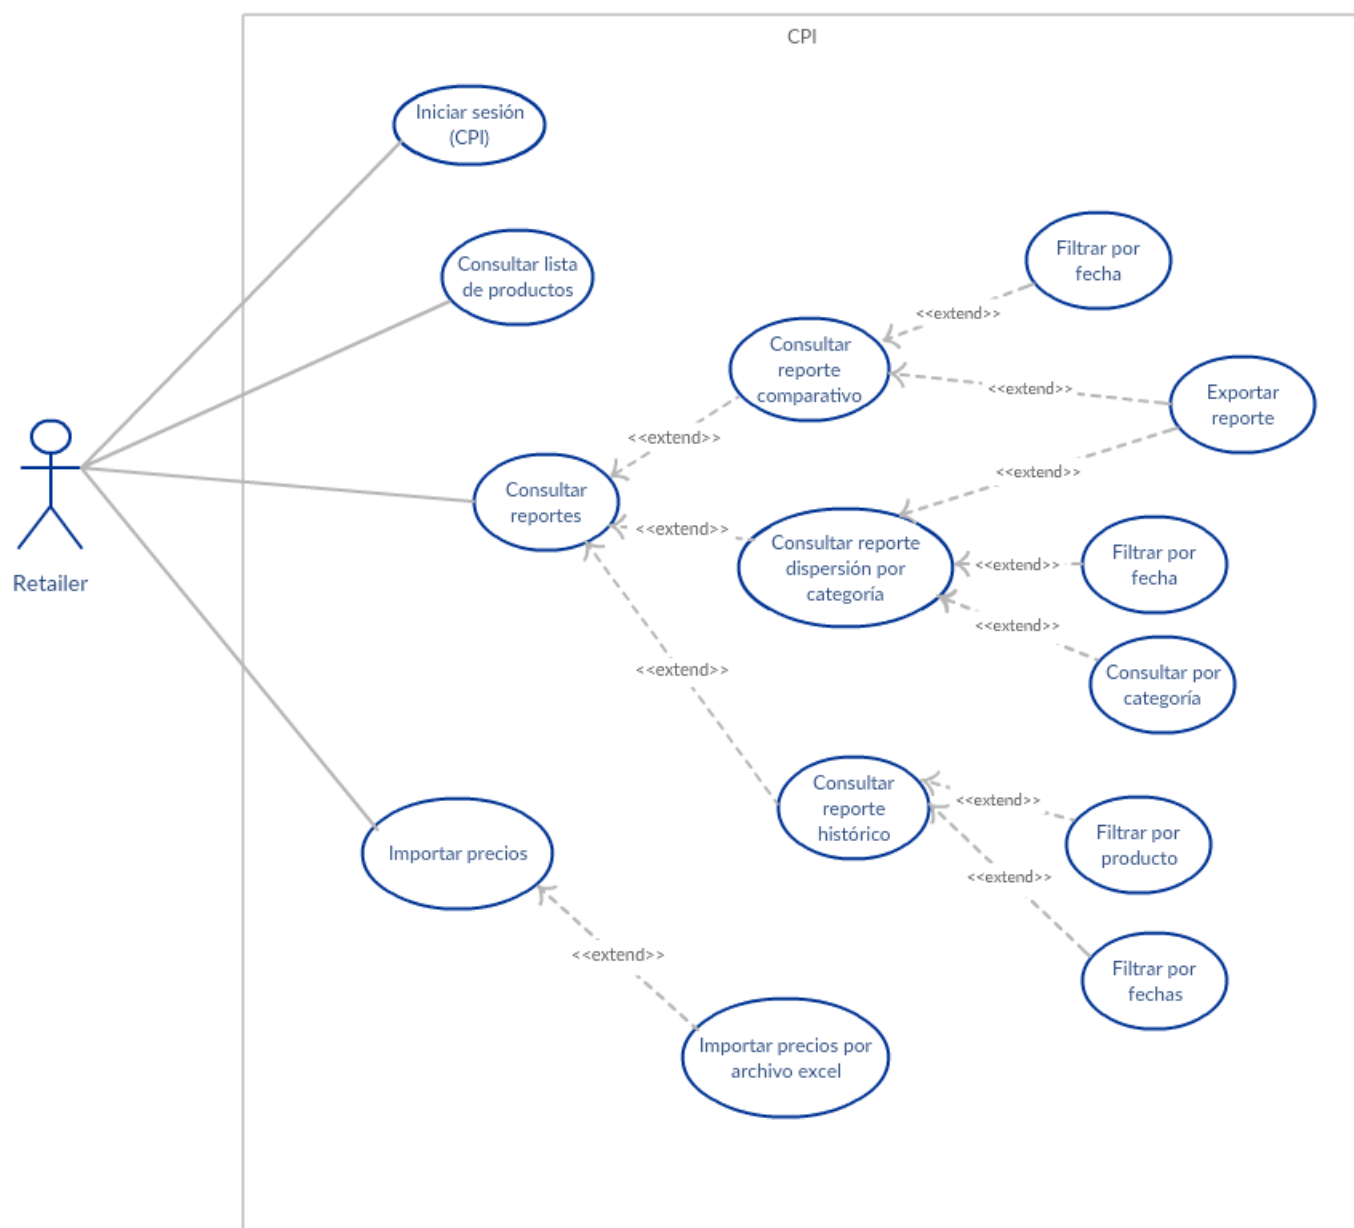 CPI
Iniciar sesión
(CPI)
Consultar lista
de productos
Filtrar por
fecha
<<extend>>
Consultar
reporte
comparativo
<<extend>>
Exportar
reporte
<<extend>>
<<extend>>
Consultar
reportes
<<extend>>
Consultar reporte
dispersión por
categoría
<<extend>>
Filtrar por
fecha
Retailer
<<extend>>
Consultar por
categoría
<<extend>>
Consultar
reporte
histórico
<<extend>>
Filtrar por
producto
Importar precios
<<extend>>
Filtrar por
fechas
<<extend>>
Importar precios por
archivo excel